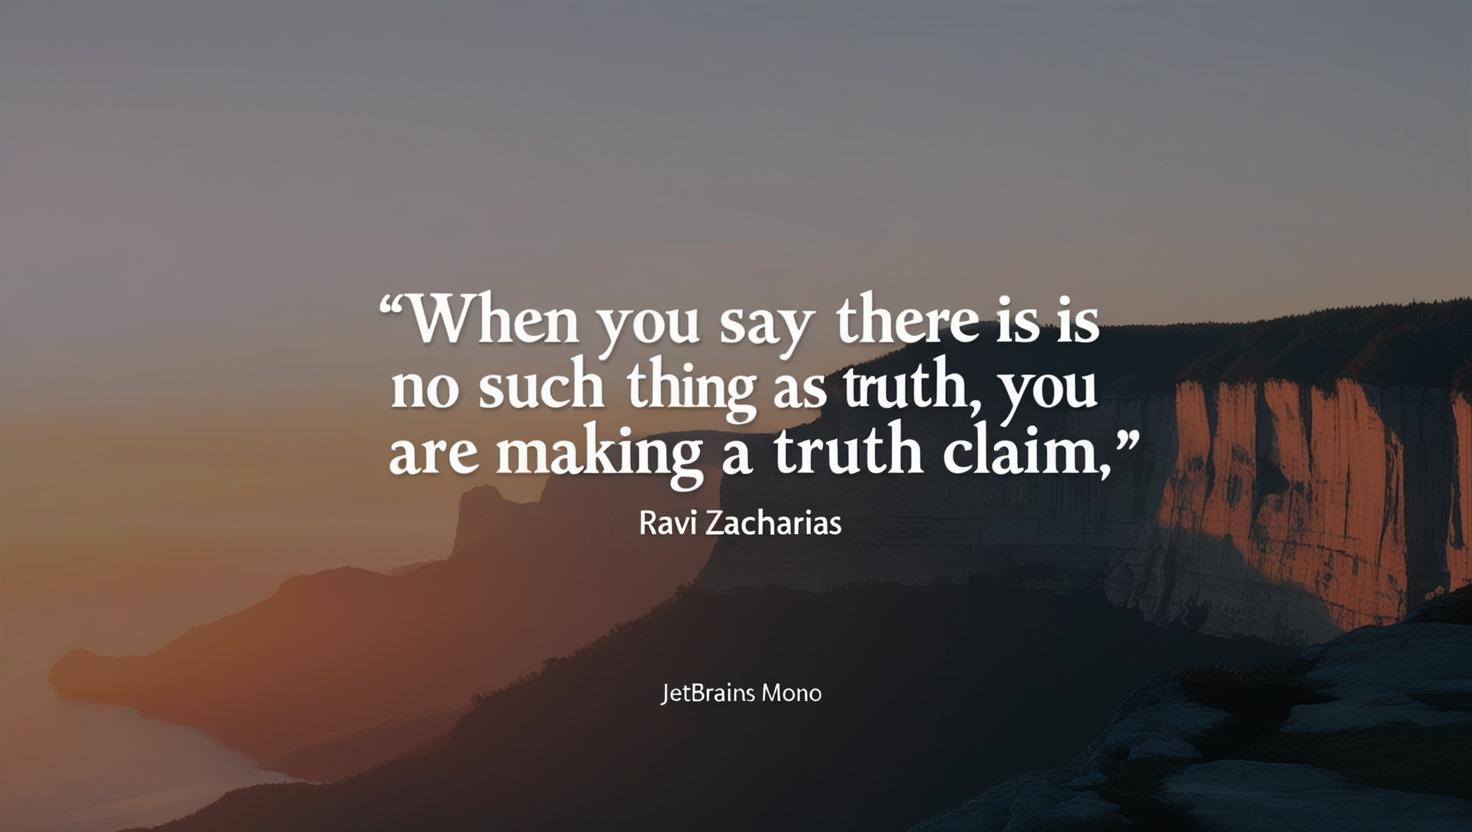 “When you say there is is
no such thing as truth, you
are making a truth claim,”
Ravi Zacharias
JetBrains Mono